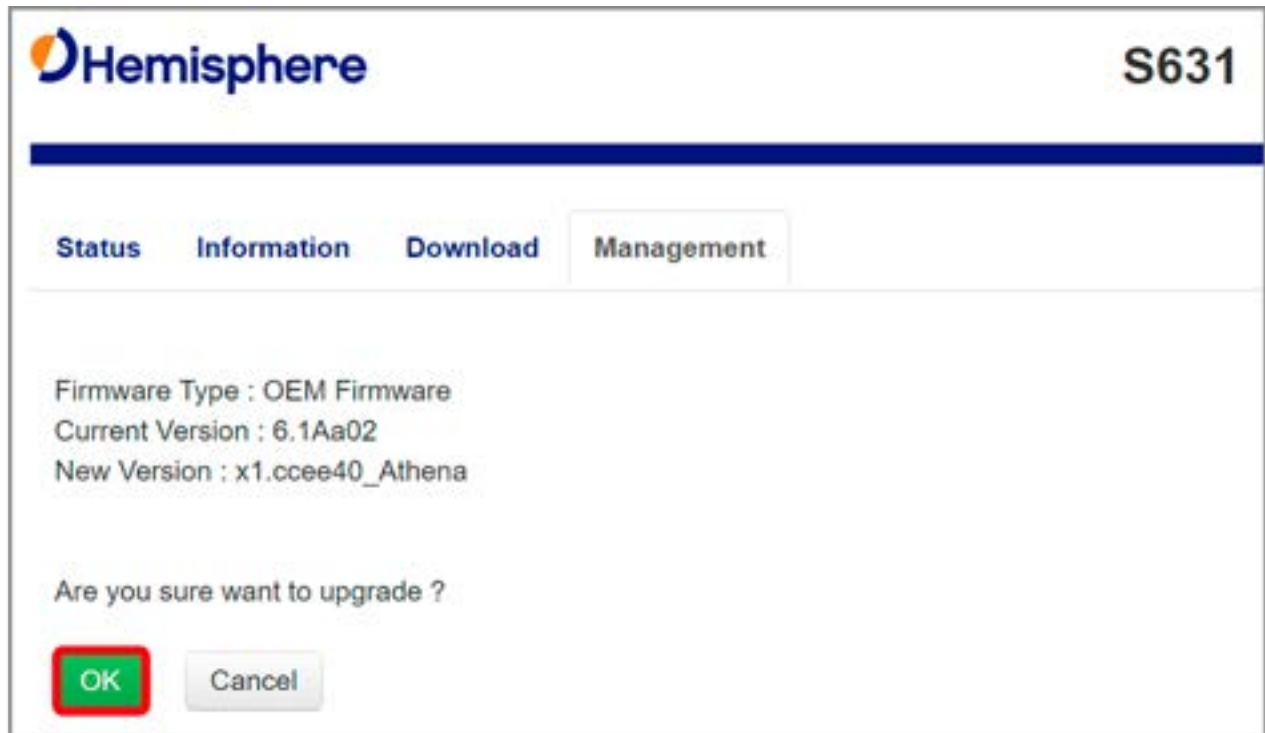 Hemisphere
S631
Status Information Download Management
Firmware Type : OEM Firmware
Current Version : 6.1Aa02
New Version : x1.ccee40_Athena
Are you sure want to upgrade ?
OK Cancel